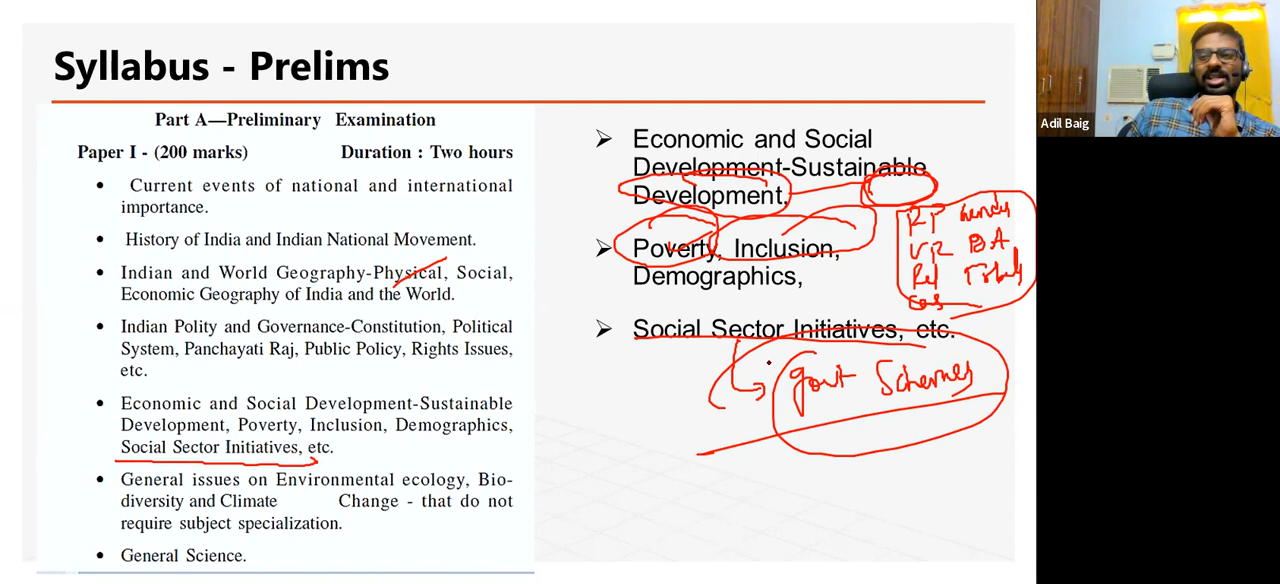 Syllabus - Prelims
Part A—Preliminary Examination
Paper I - (200 marks) Duration : Two hours
• Current events of national and international
importance.
• History of India and Indian National Movement.
• Indian and World Geography-Physical, Social,
Economic Geography of India and the World.
• Indian Polity and Governance-Constitution, Political
System, Panchayati Raj, Public Policy, Rights Issues,
etc.
• Economic and Social Development-Sustainable
Development, Poverty, Inclusion, Demographics,
Social Sector Initiatives, etc.
• General issues on Environmental ecology, Bio-
diversity and Climate Change - that do not
require subject specialization.
• General Science.
➢ Economic and Social
Development-Sustainable
Development,
➢ Poverty, Inclusion,
Demographics,
➢ Social Sector Initiatives, etc.
Govt Schemes
Adil Baig